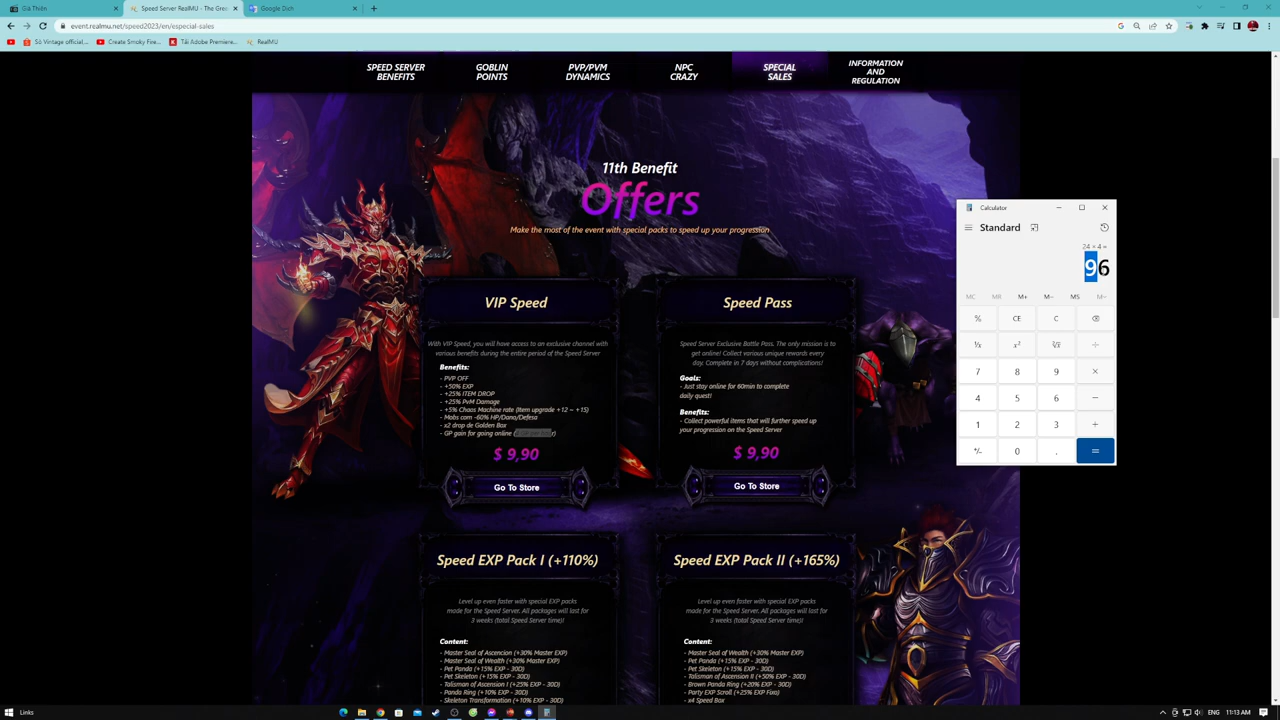 Giá Thiên
Speed Server RealMU - The Grea
Google Dịch
event.realmu.net/speed2023/en/especial-sales
Sò Vintage official...
Create Smoky Fire...
Tải Adobe Premiere...
RealMU
SPEED SERVER
BENEFITS
GOBLIN
POINTS
PVP/PVM
DYNAMICS
NPC
CRAZY
SPECIAL
SALES
INFORMATION
AND
REGULATION
11th Benefit
Offers
Make the most of the event with special packs to speed up your progression
VIP Speed
With VIP Speed, you will have access to an exclusive channel with
various benefits during the entire period of the Speed Server
Benefits:
- PVP OFF
- +50% EXP
- +25% ITEM DROP
- +25% PvM Damage
- +5% Chaos Machine rate (Item upgrade +12 ~ +15)
- Mobs com -60% HP/Dano/Defesa
- x2 drop de Golden Box
- GP gain for going online
$ 9,90
Go To Store
Speed Pass
Speed Server Exclusive Battle Pass. The only mission is to
get online! Collect various unique rewards every
day. Complete in 7 days without complications!
Goals:
- Just stay online for 60min to complete
daily quest!
Benefits:
- Collect powerful items that will further speed up
your progression on the Speed Server
$ 9,90
Go To Store
Speed EXP Pack I (+110%)
Level up even faster with special EXP packs
made for the Speed Server. All packages will last for
3 weeks (total Speed Server time)!
Content:
- Master Seal of Ascencion (+30% Master EXP)
- Master Seal of Wealth (+30% Master EXP)
- Pet Panda (+15% EXP - 30D)
- Pet Skeleton (+15% EXP - 30D)
- Talisman of Ascension I (+25% EXP - 30D)
- Panda Ring (+10% EXP - 30D)
- Skeleton Transformation (+10% EXP - 30D)
Speed EXP Pack II (+165%)
Level up even faster with special EXP packs
made for the Speed Server. All packages will last for
3 weeks (total Speed Server time)!
Content:
- Master Seal of Wealth (+30% Master EXP)
- Pet Panda (+15% EXP - 30D)
- Pet Skeleton (+15% EXP - 30D)
- Talisman of Ascension II (+50% EXP - 30D)
- Brown Panda Ring (+20% EXP - 30D)
- Party EXP Scroll (+25% EXP Fixa)
- x4 Speed Box
Calculator
Standard
24 × 4 =
96
MC MR M+ M− MS M~
% CE C
¹/x x² ²√x ÷
7 8 9 ×
4 5 6 −
1 2 3 +
+/− 0 . =
Links
ENG 11:13 AM